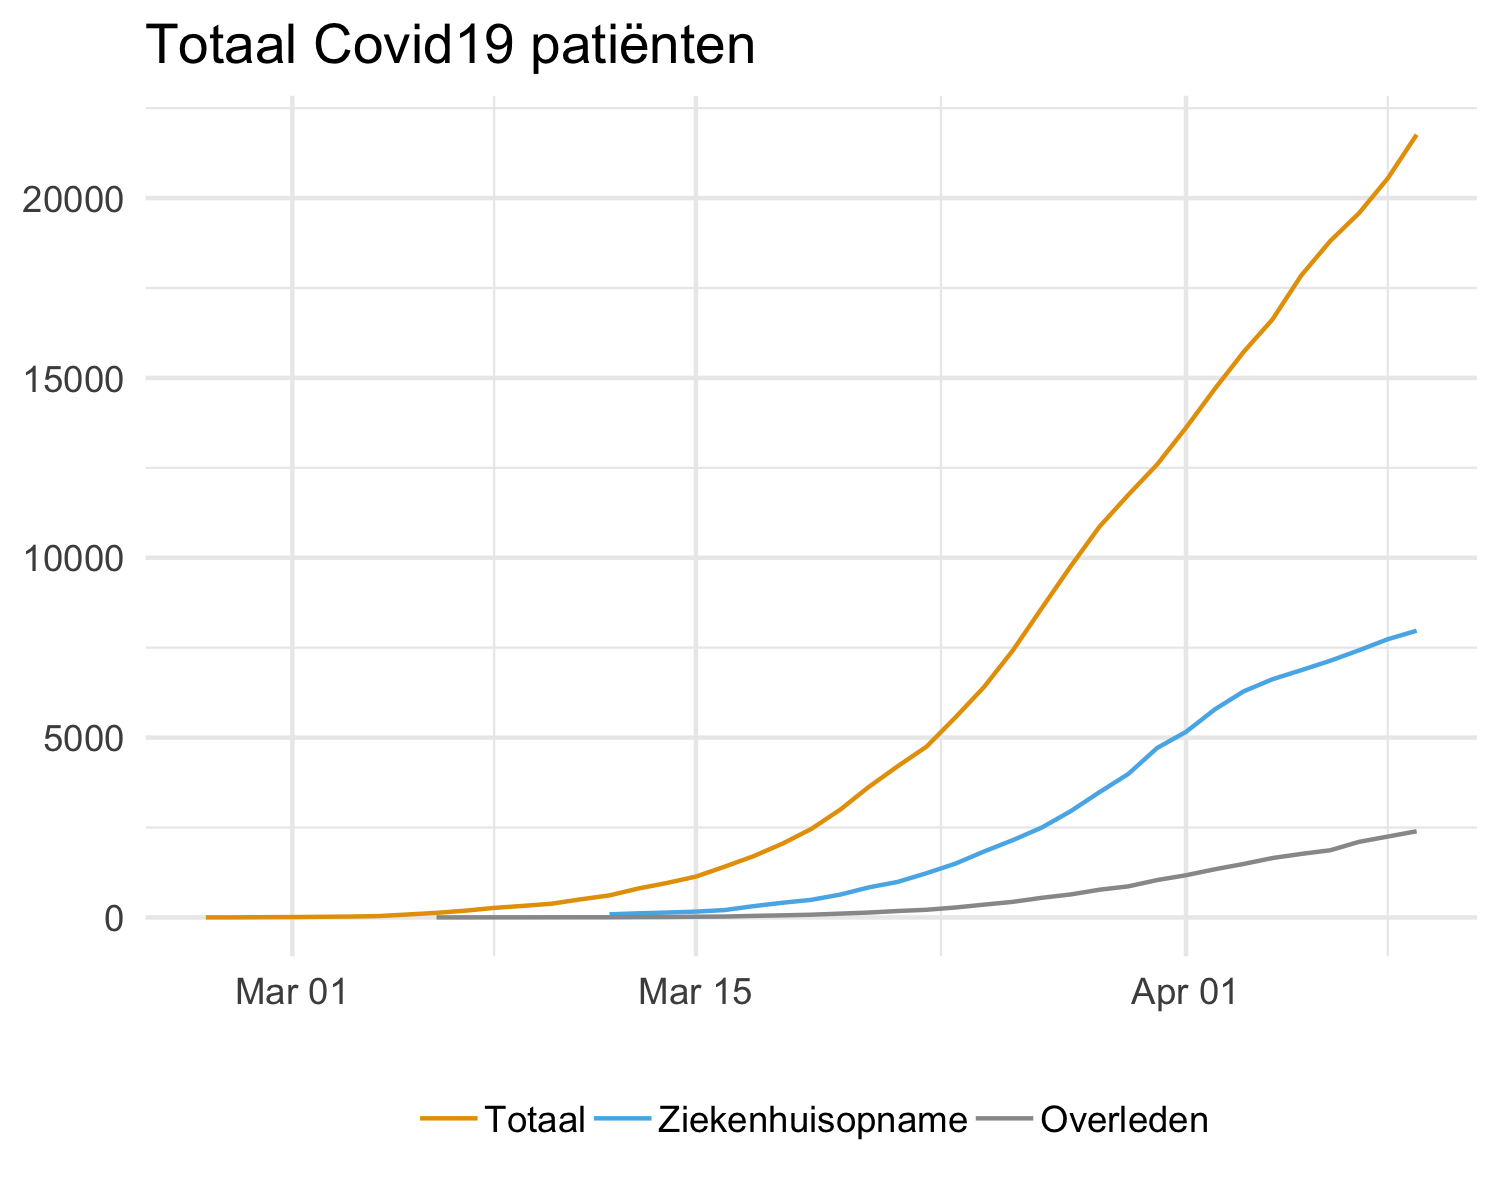 Totaal Covid19 patiënten
20000
15000
10000
5000
0
Mar 01 Mar 15 Apr 01
Totaal Ziekenhuisopname Overleden